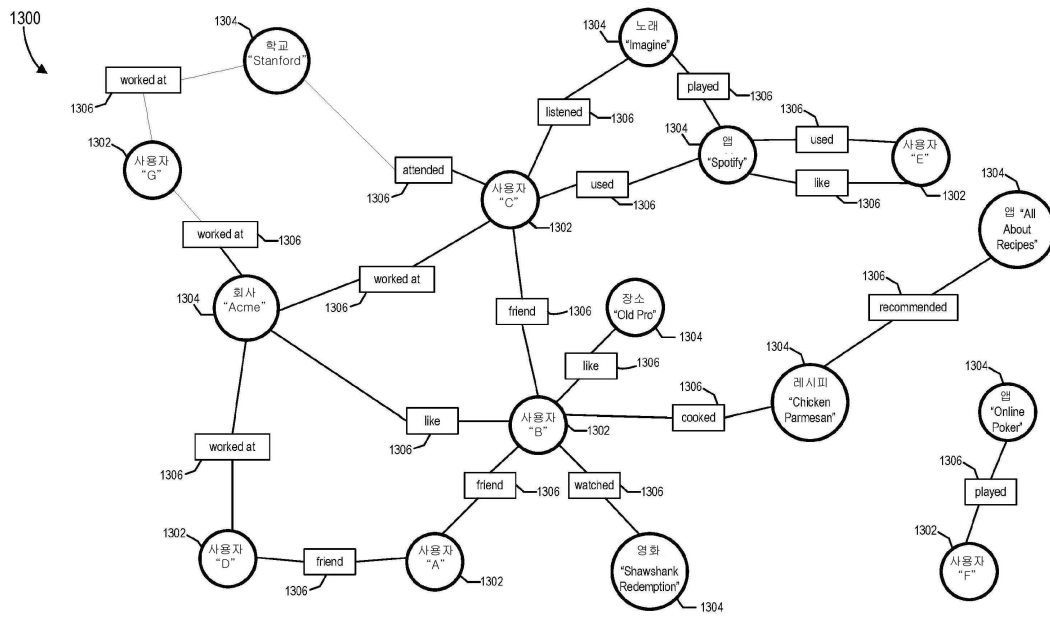 1300
1304
학교
"Stanford"
worked at
1306
1302
사용자
"G"
worked at
1306
1304
회사
"Acme"
attended
1306
worked at
1306
사용자
"C"
1302
listened
1306
1304
노래
"Imagine"
played
1306
1304
앱
"Spotify"
used
1306
1306
used
like
1306
사용자
"E"
1302
1304
앱 "All
About
Recipes"
1306
recommended
friend
1306
장소
"Old Pro"
1304
like
1306
1304
레시피
"Chicken
Parmesan"
1306
cooked
like
1306
사용자
"B"
1302
1304
앱
"Online
Poker"
1306
played
1302
사용자
"F"
worked at
1306
friend
1306
watched
1306
1302
사용자
"D"
friend
1306
사용자
"A"
1302
영화
"Shawshank
Redemption"
1304